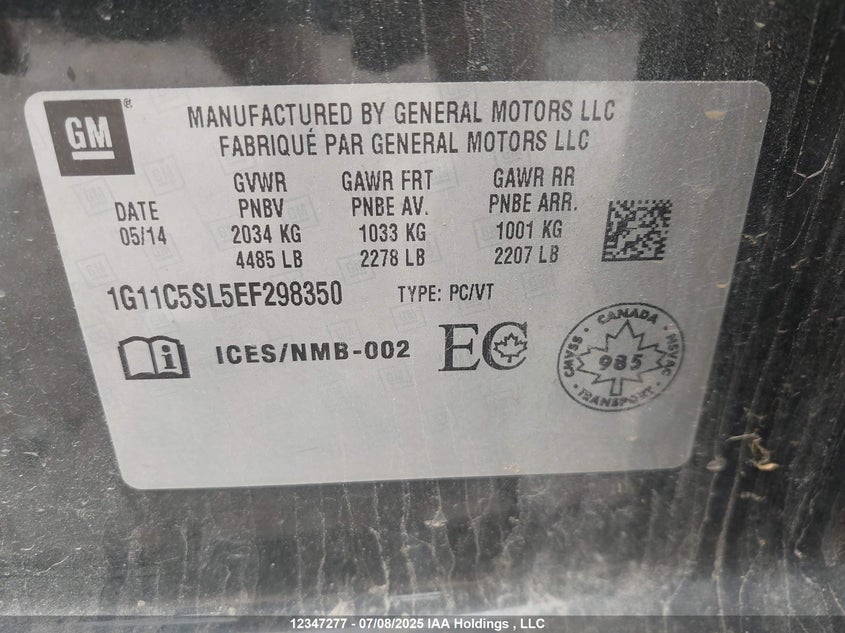 GM ®
MANUFACTURED BY GENERAL MOTORS LLC
FABRIQUÉ PAR GENERAL MOTORS LLC
GVWR GAWR FRT GAWR RR
DATE PNBV PNBE AV. PNBE ARR.
05/14 2034 KG 1033 KG 1001 KG
4485 LB 2278 LB 2207 LB
1G11C5SL5EF298350 TYPE: PC/VT
i ICES/NMB-002 EC
CMVSS · CANADA · NSVAC
985
· TRANSPORT ·
12347277 - 07/08/2025 IAA Holdings , LLC